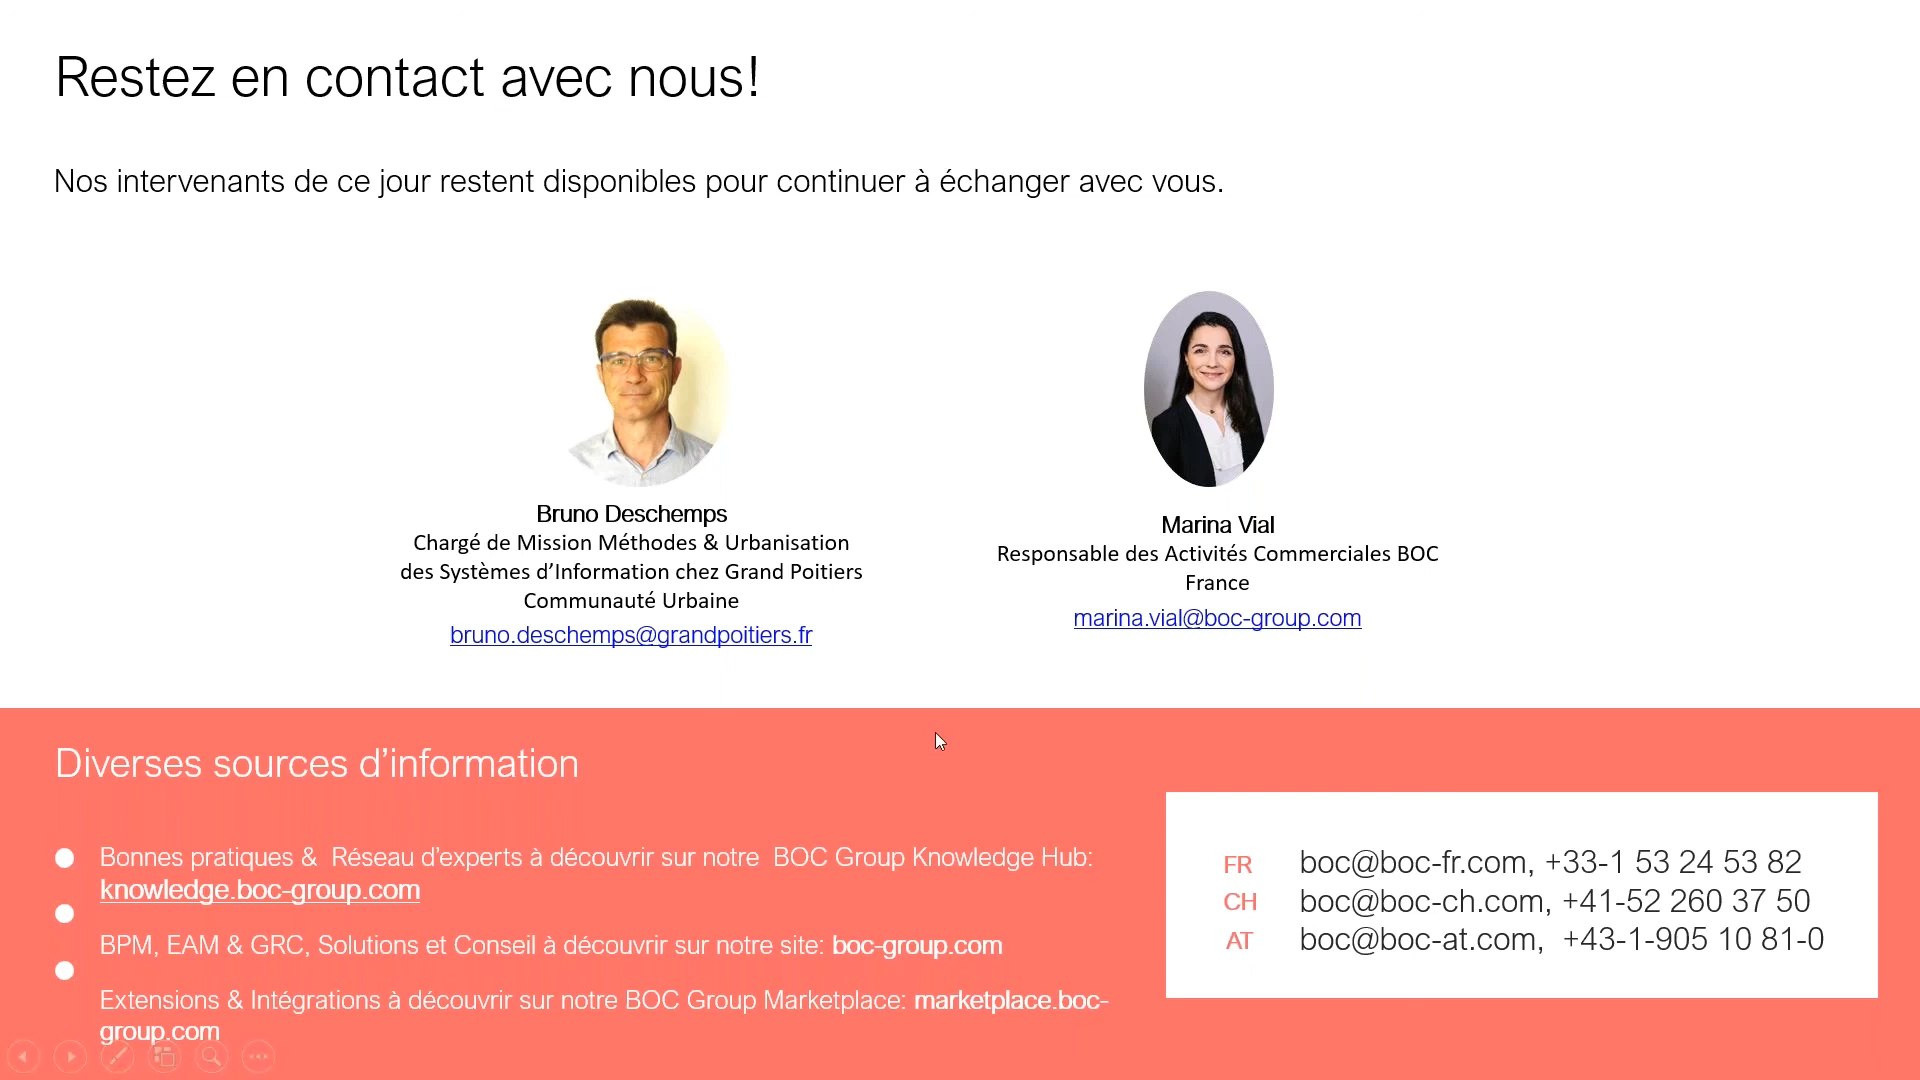 Restez en contact avec nous!
Nos intervenants de ce jour restent disponibles pour continuer à échanger avec vous.
Bruno Deschemps
Chargé de Mission Méthodes & Urbanisation
des Systèmes d’Information chez Grand Poitiers
Communauté Urbaine
bruno.deschemps@grandpoitiers.fr
Marina Vial
Responsable des Activités Commerciales BOC
France
marina.vial@boc-group.com
Diverses sources d’information
Bonnes pratiques & Réseau d’experts à découvrir sur notre BOC Group Knowledge Hub:
knowledge.boc-group.com
BPM, EAM & GRC, Solutions et Conseil à découvrir sur notre site: boc-group.com
Extensions & Intégrations à découvrir sur notre BOC Group Marketplace: marketplace.boc-
group.com
FR boc@boc-fr.com, +33-1 53 24 53 82
CH boc@boc-ch.com, +41-52 260 37 50
AT boc@boc-at.com, +43-1-905 10 81-0